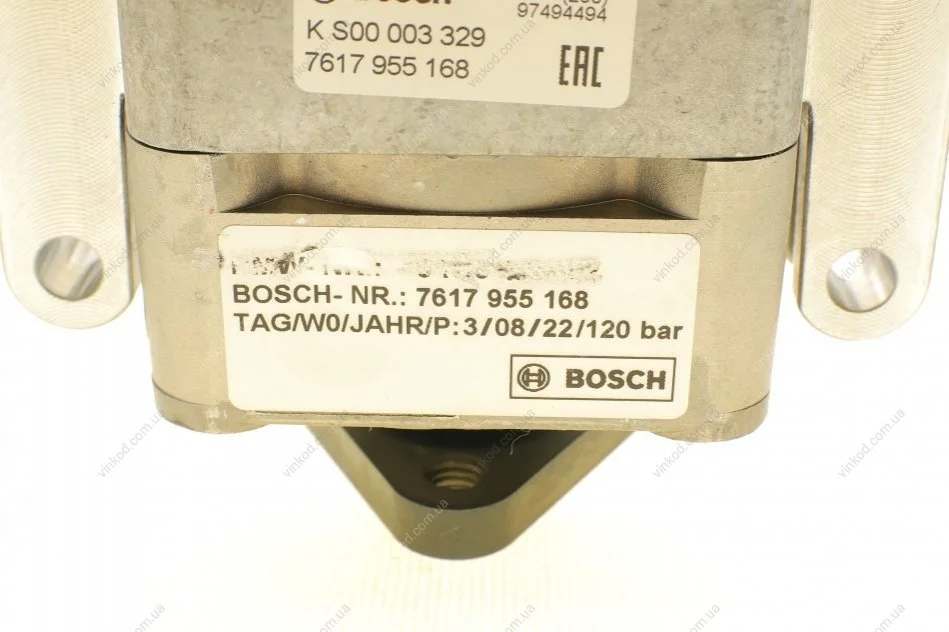 BOSCH
97494494
K S00 003 329
7617 955 168
EAC
BOSCH- NR.: 7617 955 168
TAG/W0/JAHR/P: 3/08/22/120 bar
BOSCH
vinkod.com.ua